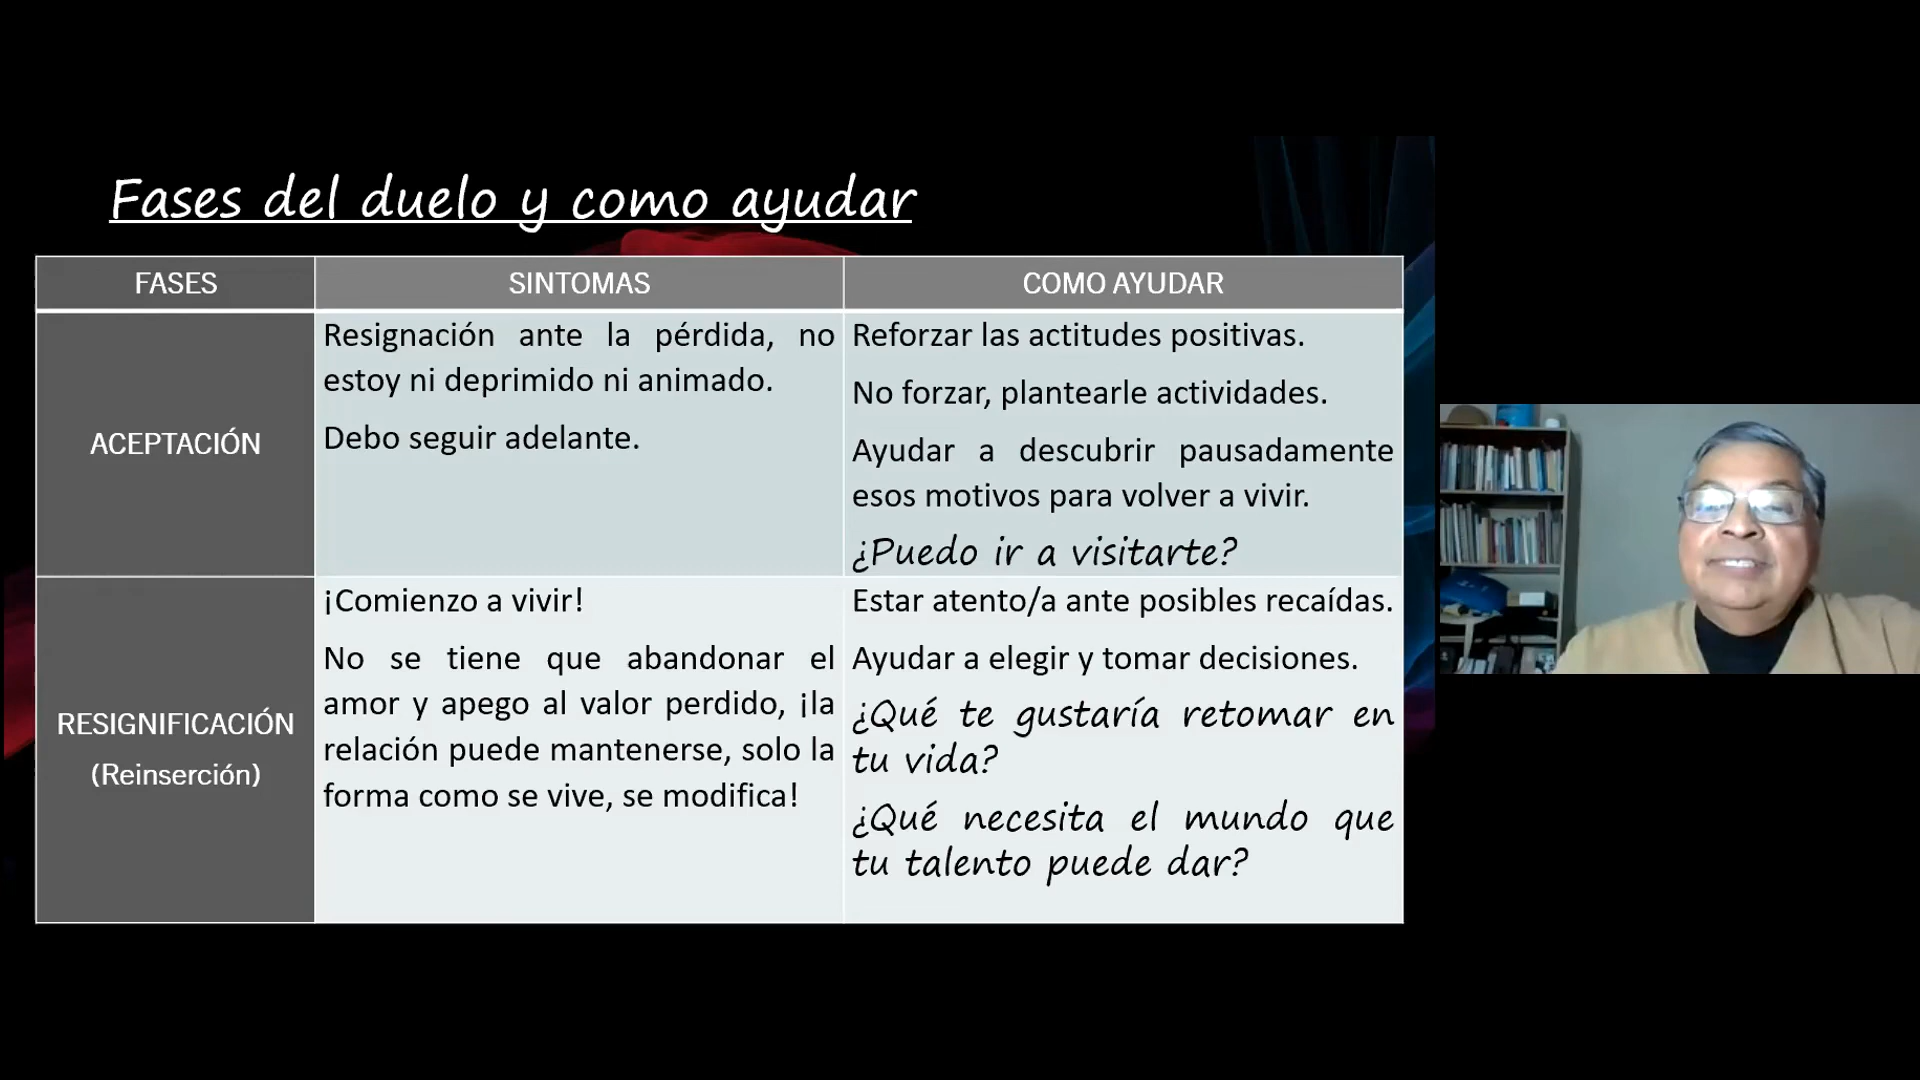 Fases del duelo y como ayudar
FASES
SINTOMAS
COMO AYUDAR
ACEPTACIÓN
Resignación ante la pérdida, no
estoy ni deprimido ni animado.
Debo seguir adelante.
Reforzar las actitudes positivas.
No forzar, plantearle actividades.
Ayudar a descubrir pausadamente
esos motivos para volver a vivir.
¿Puedo ir a visitarte?
RESIGNIFICACIÓN
(Reinserción)
¡Comienzo a vivir!
No se tiene que abandonar el
amor y apego al valor perdido, ¡la
relación puede mantenerse, solo la
forma como se vive, se modifica!
Estar atento/a ante posibles recaídas.
Ayudar a elegir y tomar decisiones.
¿Qué te gustaría retomar en
tu vida?
¿Qué necesita el mundo que
tu talento puede dar?